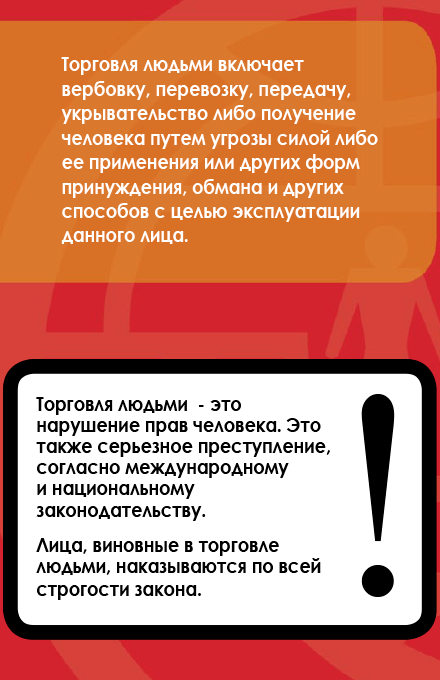 Торговля людьми включает
вербовку, перевозку, передачу,
укрывательство либо получение
человека путем угрозы силой либо
ее применения или других форм
принуждения, обмана и других
способов с целью эксплуатации
данного лица.
Торговля людьми  - это
нарушение прав человека. Это
также серьезное преступление,
согласно международному
и национальному
законодательству.
Лица, виновные в торговле
людьми, наказываются по всей
строгости закона.
!